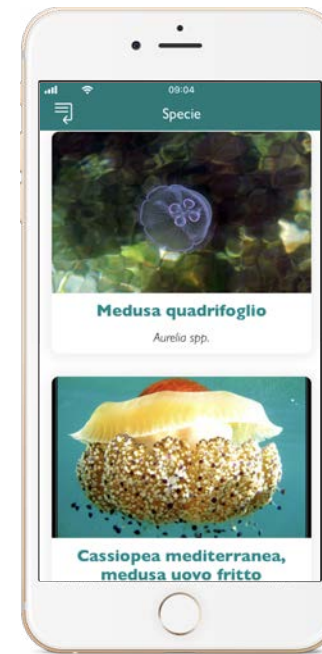 09:04
Specie
Medusa quadrifoglio
Aurelia spp.
Cassiopea mediterranea,
medusa uovo fritto